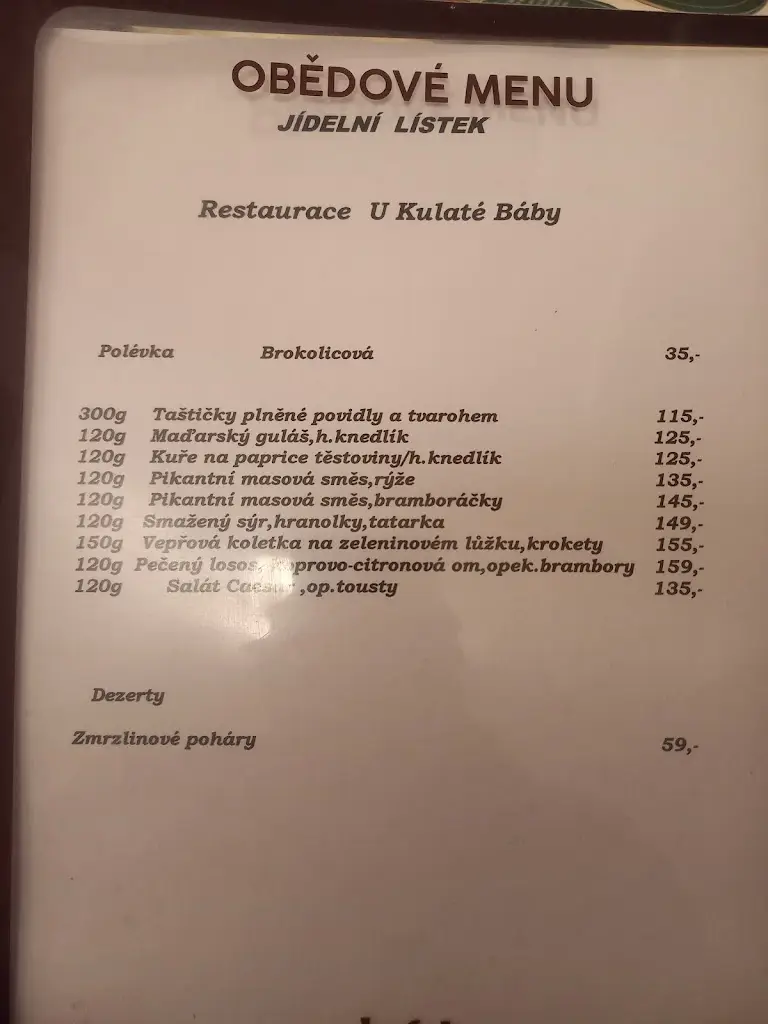 OBĚDOVÉ MENU
JÍDELNÍ LÍSTEK
Restaurace U Kulaté Báby
Polévka Brokolicová 35,-
300g Taštičky plněné povidly a tvarohem 115,-
120g Maďarský guláš,h.knedlík 125,-
120g Kuře na paprice těstoviny/h.knedlík 125,-
120g Pikantní masová směs,rýže 135,-
120g Pikantní masová směs,bramboráčky 145,-
120g Smažený sýr,hranolky,tatarka 149,-
150g Vepřová koletka na zeleninovém lůžku,krokety 155,-
120g Pečený losos, koprovo-citronová om,opek.brambory 159,-
120g Salát Caesar ,op.tousty 135,-
Dezerty
Zmrzlinové poháry 59,-